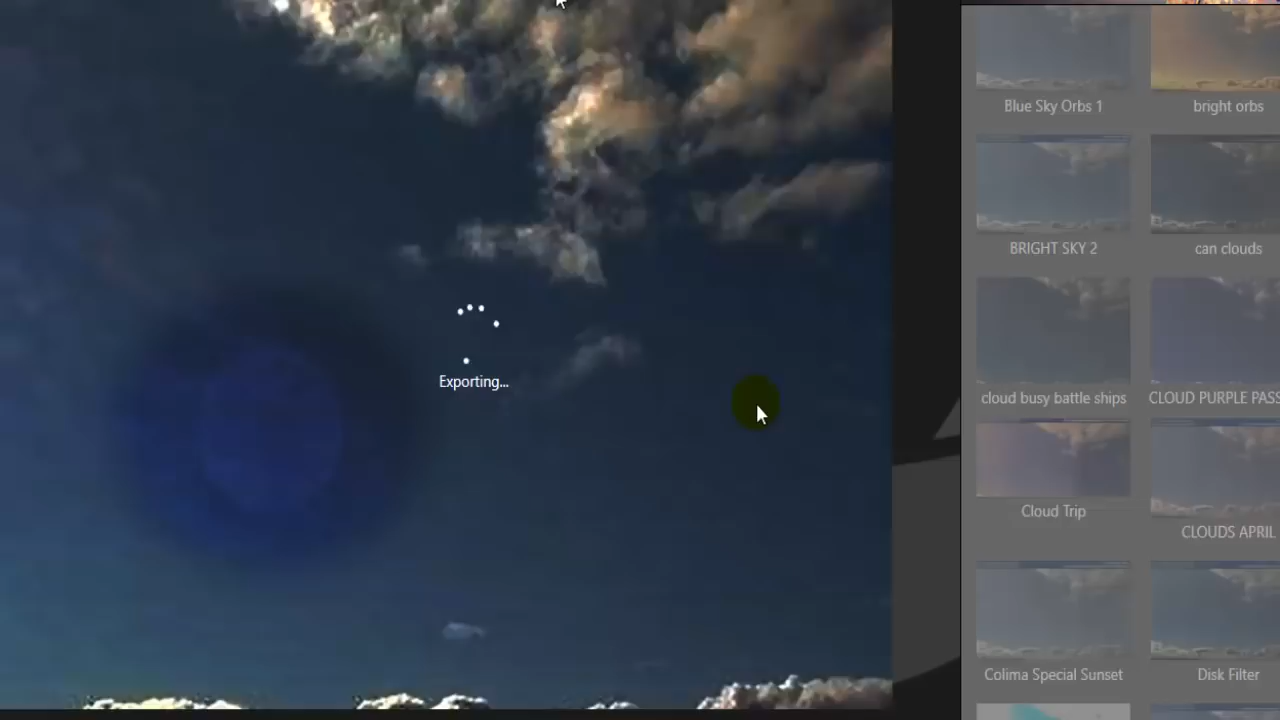 Blue Sky Orbs 1
bright orbs
BRIGHT SKY 2
can clouds
Exporting...
cloud busy battle ships
CLOUD PURPLE PASS
Cloud Trip
CLOUDS APRIL
Colima Special Sunset
Disk Filter